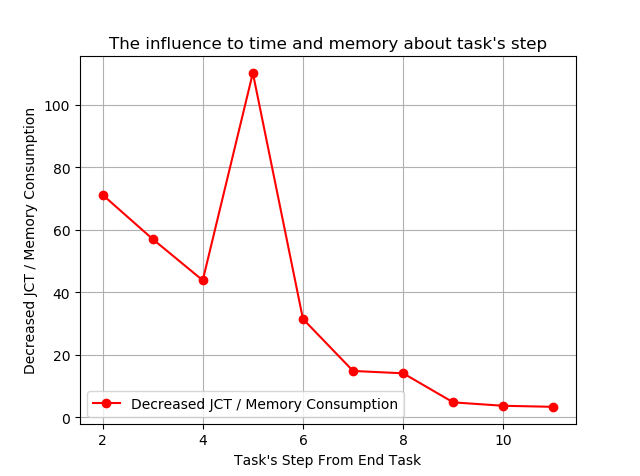 The influence to time and memory about task's step
Decreased JCT / Memory Consumption
100
80
60
40
20
0
Decreased JCT / Memory Consumption
2
4
6
8
10
Task's Step From End Task